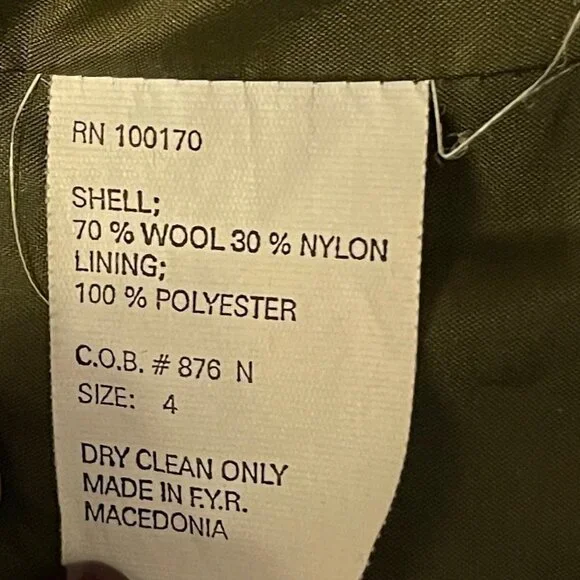 RN 100170
SHELL;
70 % WOOL 30 % NYLON
LINING;
100 % POLYESTER
C.O.B. # 876 N
SIZE: 4
DRY CLEAN ONLY
MADE IN F.Y.R.
MACEDONIA